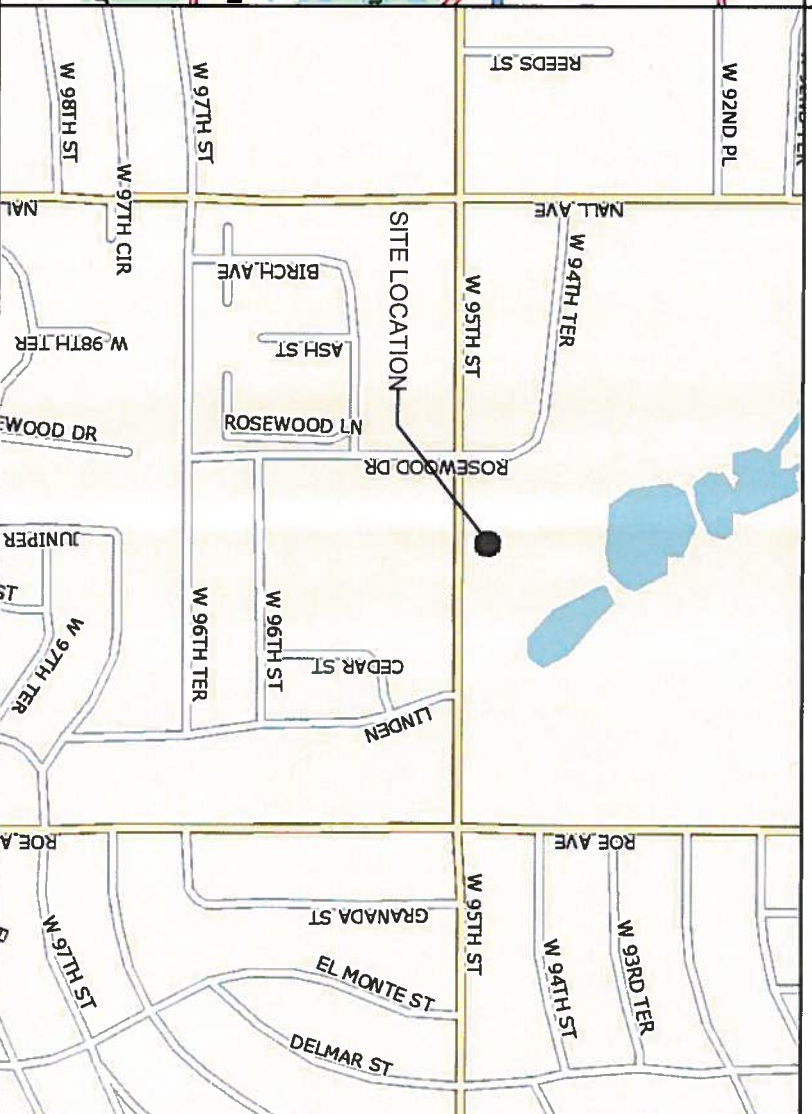 REEDS ST
W 98TH ST
W 97TH ST
W 92ND PL
W 97TH CIR
NAL
NALL AVE
SITE LOCATION
W 94TH TER
BIRCH AVE
W 95TH ST
W 98TH TER
ASH ST
EWOOD DR
ROSEWOOD LN
ROSEWOOD DR
JUNIPER
ST
W 97TH TER
W 96TH TER
W 96TH ST
CEDAR ST
LINDEN
ROE A
ROE AVE
GRANADA ST
W 95TH ST
W 97TH ST
EL MONTE ST
W 94TH ST
W 93RD TER
DELMAR ST